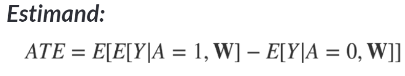 Estimand:
ATE = E[E[Y|A = 1, W] − E[Y|A = 0, W]]